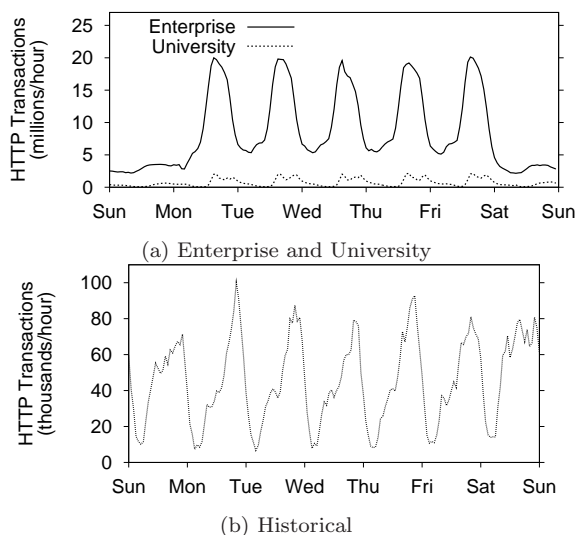 Enterprise
University
HTTP Transactions
(millions/hour)
25
20
15
10
5
0
Sun Mon Tue Wed Thu Fri Sat Sun
(a) Enterprise and University
HTTP Transactions
(thousands/hour)
100
80
60
40
20
0
Sun Mon Tue Wed Thu Fri Sat Sun
(b) Historical